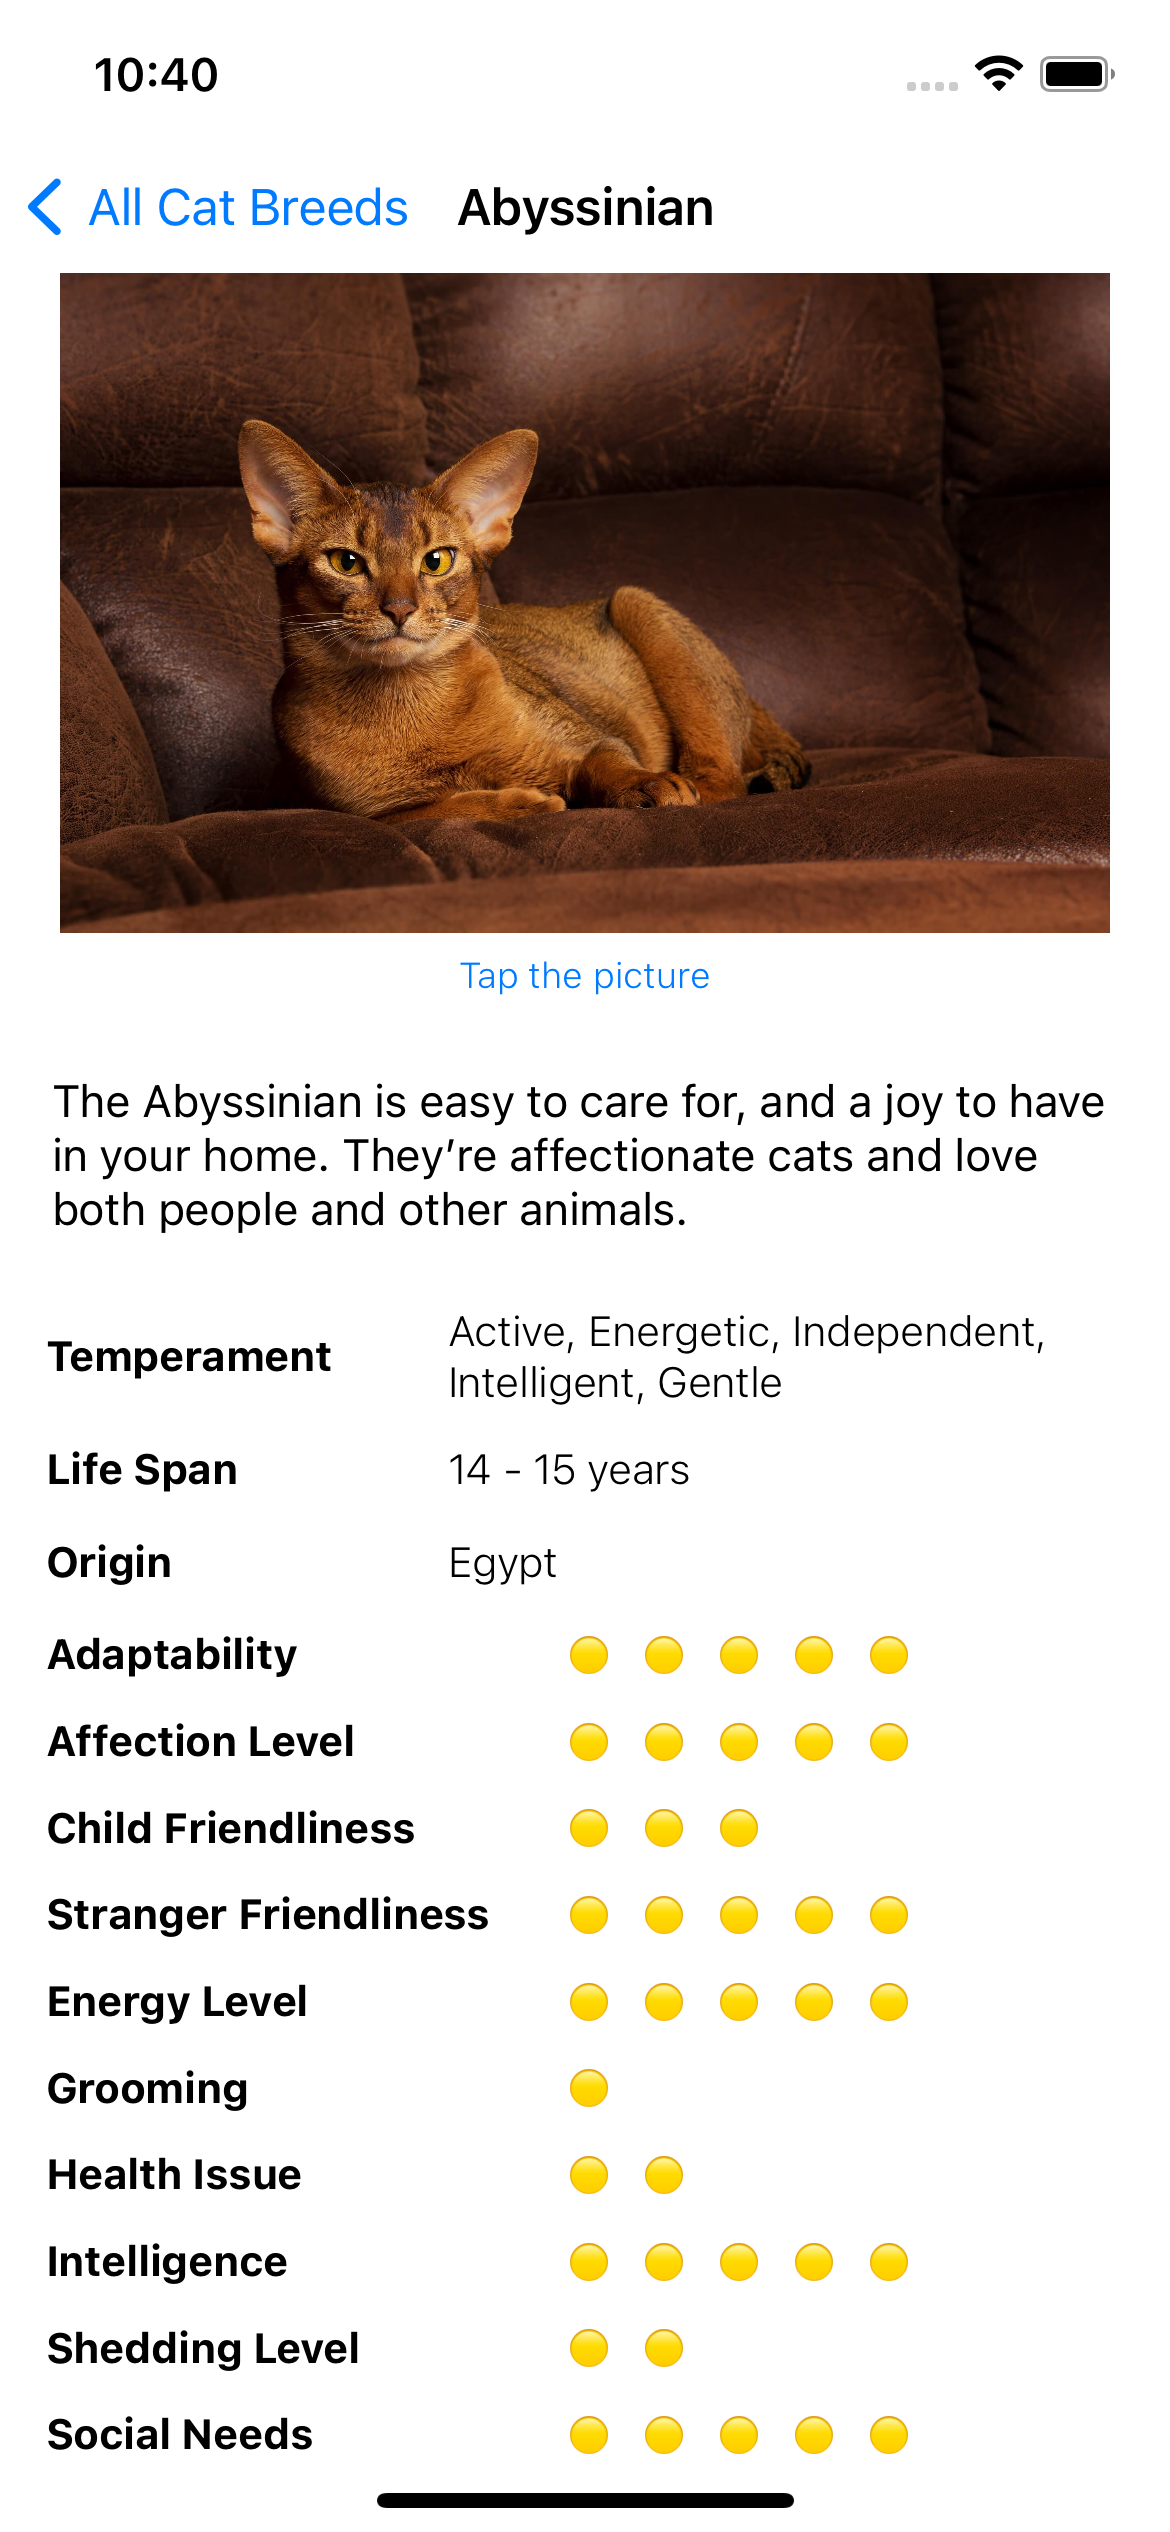 10:40
All Cat Breeds Abyssinian
Tap the picture
The Abyssinian is easy to care for, and a joy to have
in your home. They’re affectionate cats and love
both people and other animals.
Temperament
Active, Energetic, Independent,
Intelligent, Gentle
Life Span 14 - 15 years
Origin Egypt
Adaptability
Affection Level
Child Friendliness
Stranger Friendliness
Energy Level
Grooming
Health Issue
Intelligence
Shedding Level
Social Needs